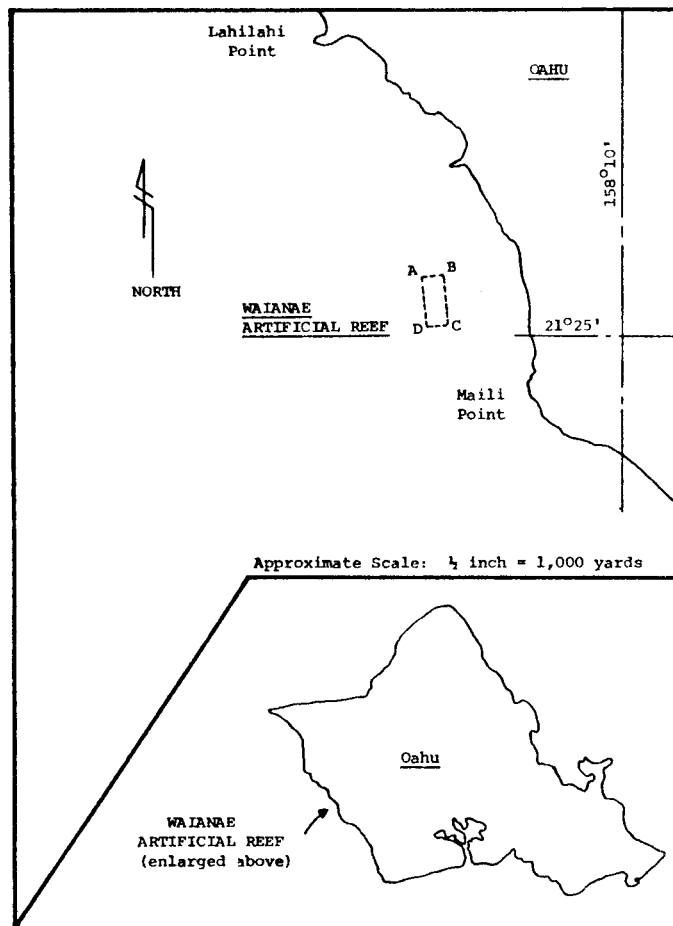 Lahilahi
Point
OAHU
158°10'
NORTH
A B
WAIANAE
ARTIFICIAL REEF
D C
21°25'
Maili
Point
Approximate Scale: ½ inch = 1,000 yards
Oahu
WAIANAE
ARTIFICIAL REEF
(enlarged above)